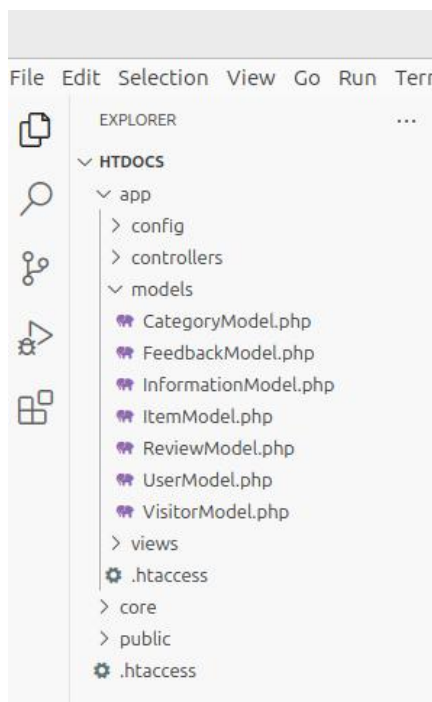 File Edit Selection View Go Run
EXPLORER ...
HTDOCS
app
config
controllers
models
CategoryModel.php
FeedbackModel.php
InformationModel.php
ItemModel.php
ReviewModel.php
UserModel.php
VisitorModel.php
views
.htaccess
core
public
.htaccess